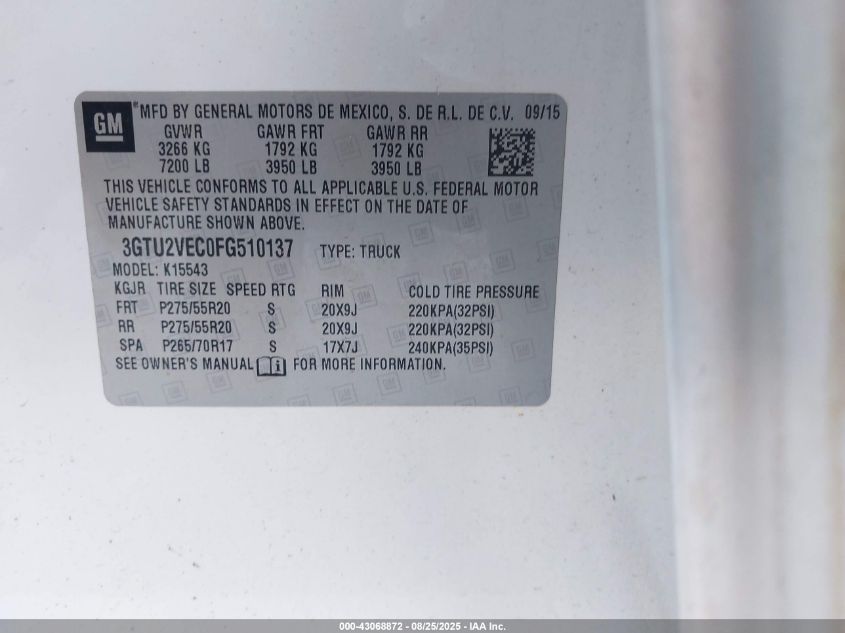 GM ®MFD BY GENERAL MOTORS DE MEXICO, S. DE R.L. DE C.V. 09/15
GVWR GAWR FRT GAWR RR
3266 KG 1792 KG 1792 KG
7200 LB 3950 LB 3950 LB
THIS VEHICLE CONFORMS TO ALL APPLICABLE U.S. FEDERAL MOTOR
VEHICLE SAFETY STANDARDS IN EFFECT ON THE DATE OF
MANUFACTURE SHOWN ABOVE.
3GTU2VEC0FG510137 TYPE: TRUCK
MODEL: K15543
KGJR TIRE SIZE SPEED RTG RIM COLD TIRE PRESSURE
FRT P275/55R20 S 20X9J 220KPA(32PSI)
RR P275/55R20 S 20X9J 220KPA(32PSI)
SPA P265/70R17 S 17X7J 240KPA(35PSI)
SEE OWNER'S MANUAL FOR MORE INFORMATION.
000-43068872 - 08/25/2025 - IAA Inc.